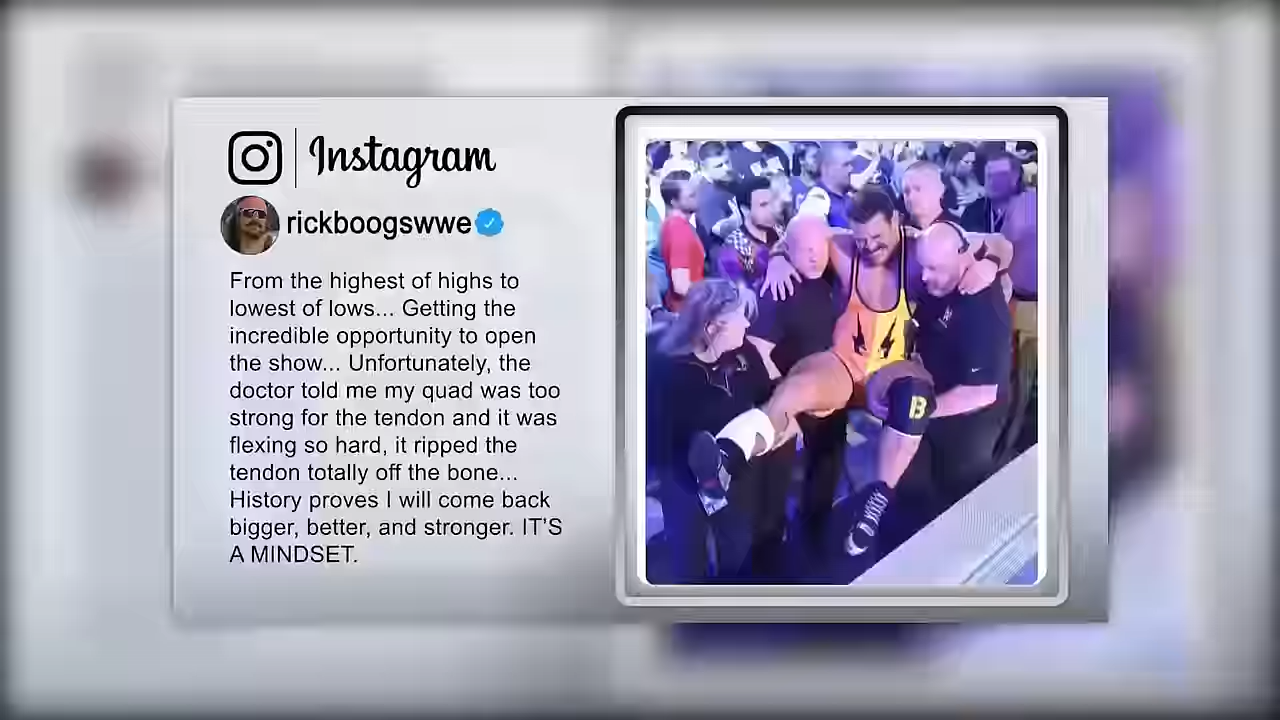 Instagram
rickboogswwe
From the highest of highs to
lowest of lows... Getting the
incredible opportunity to open
the show... Unfortunately, the
doctor told me my quad was too
strong for the tendon and it was
flexing so hard, it ripped the
tendon totally off the bone...
History proves I will come back
bigger, better, and stronger. IT'S
A MINDSET.
B